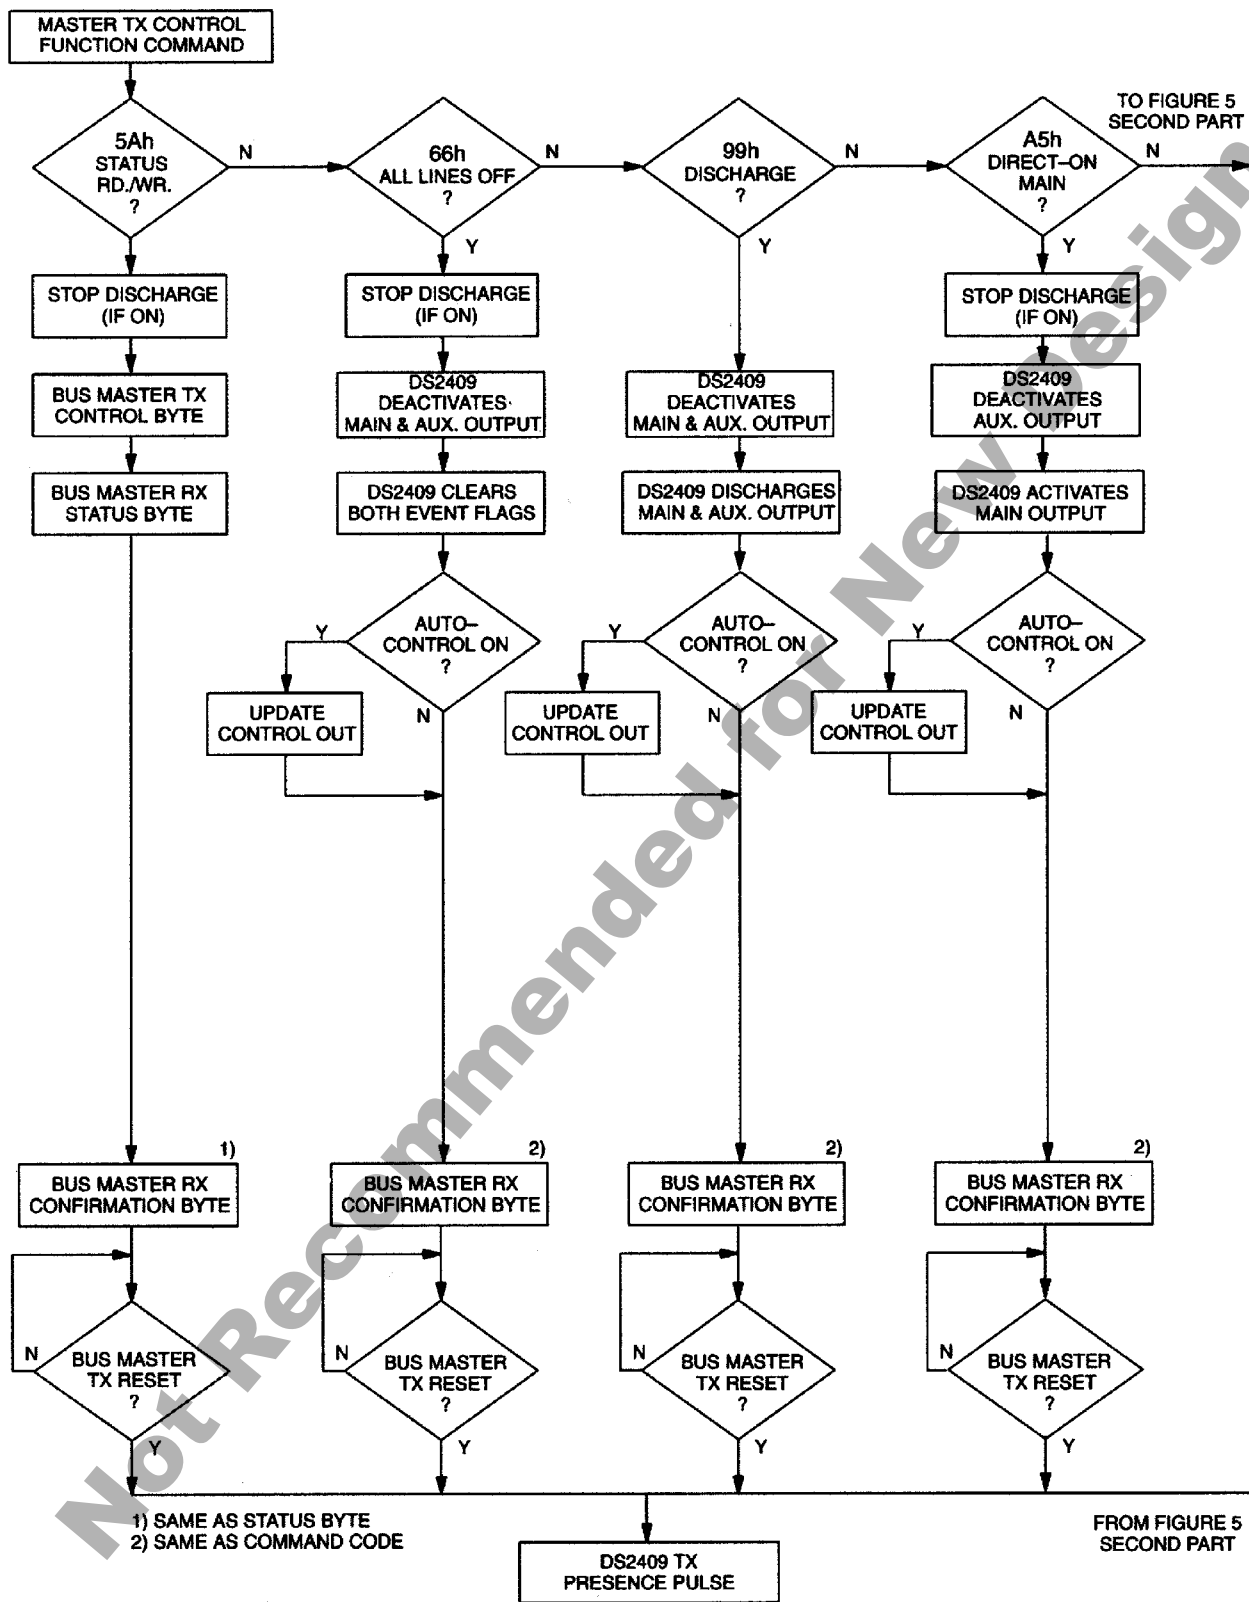 MASTER TX CONTROL
FUNCTION COMMAND
5Ah
STATUS
RD./WR.
?
N
66h
ALL LINES OFF
?
N
99h
DISCHARGE
?
N
A5h
DIRECT–ON
MAIN
?
N
TO FIGURE 5
SECOND PART
Y
Y
Y
STOP DISCHARGE
(IF ON)
STOP DISCHARGE
(IF ON)
STOP DISCHARGE
(IF ON)
BUS MASTER TX
CONTROL BYTE
DS2409
DEACTIVATES
MAIN & AUX. OUTPUT
DS2409
DEACTIVATES
MAIN & AUX. OUTPUT
DS2409
DEACTIVATES
AUX. OUTPUT
BUS MASTER RX
STATUS BYTE
DS2409 CLEARS
BOTH EVENT FLAGS
DS2409 DISCHARGES
MAIN & AUX. OUTPUT
DS2409 ACTIVATES
MAIN OUTPUT
Y
AUTO–
CONTROL ON
?
N
Y
AUTO–
CONTROL ON
?
N
Y
AUTO–
CONTROL ON
?
N
UPDATE
CONTROL OUT
UPDATE
CONTROL OUT
UPDATE
CONTROL OUT
1)
BUS MASTER RX
CONFIRMATION BYTE
2)
BUS MASTER RX
CONFIRMATION BYTE
2)
BUS MASTER RX
CONFIRMATION BYTE
2)
BUS MASTER RX
CONFIRMATION BYTE
N
BUS MASTER
TX RESET
?
Y
N
BUS MASTER
TX RESET
?
Y
N
BUS MASTER
TX RESET
?
Y
N
BUS MASTER
TX RESET
?
Y
1) SAME AS STATUS BYTE
2) SAME AS COMMAND CODE
DS2409 TX
PRESENCE PULSE
FROM FIGURE 5
SECOND PART
Not Recommended for New Design